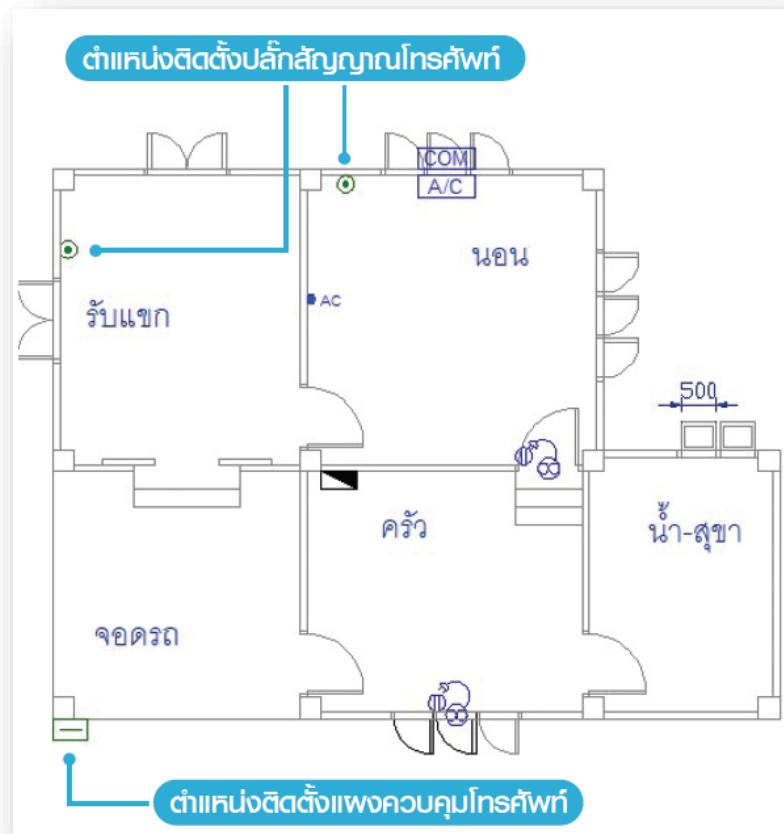 ตำแหน่งติดตั้งปลั๊กสัญญาณโทรศัพท์
COM
A/C
นอน
AC
รับแขก
500
ครัว
น้ำ-สุขา
จอดรถ
ตำแหน่งติดตั้งแผงควบคุมโทรศัพท์